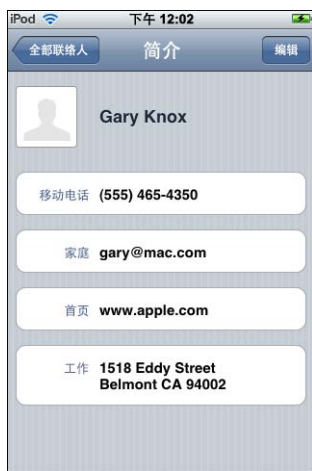 iPod 下午 12:02
全部联络人 简介 编辑
Gary Knox
移动电话 (555) 465-4350
家庭 gary@mac.com
首页 www.apple.com
工作 1518 Eddy Street
Belmont CA 94002